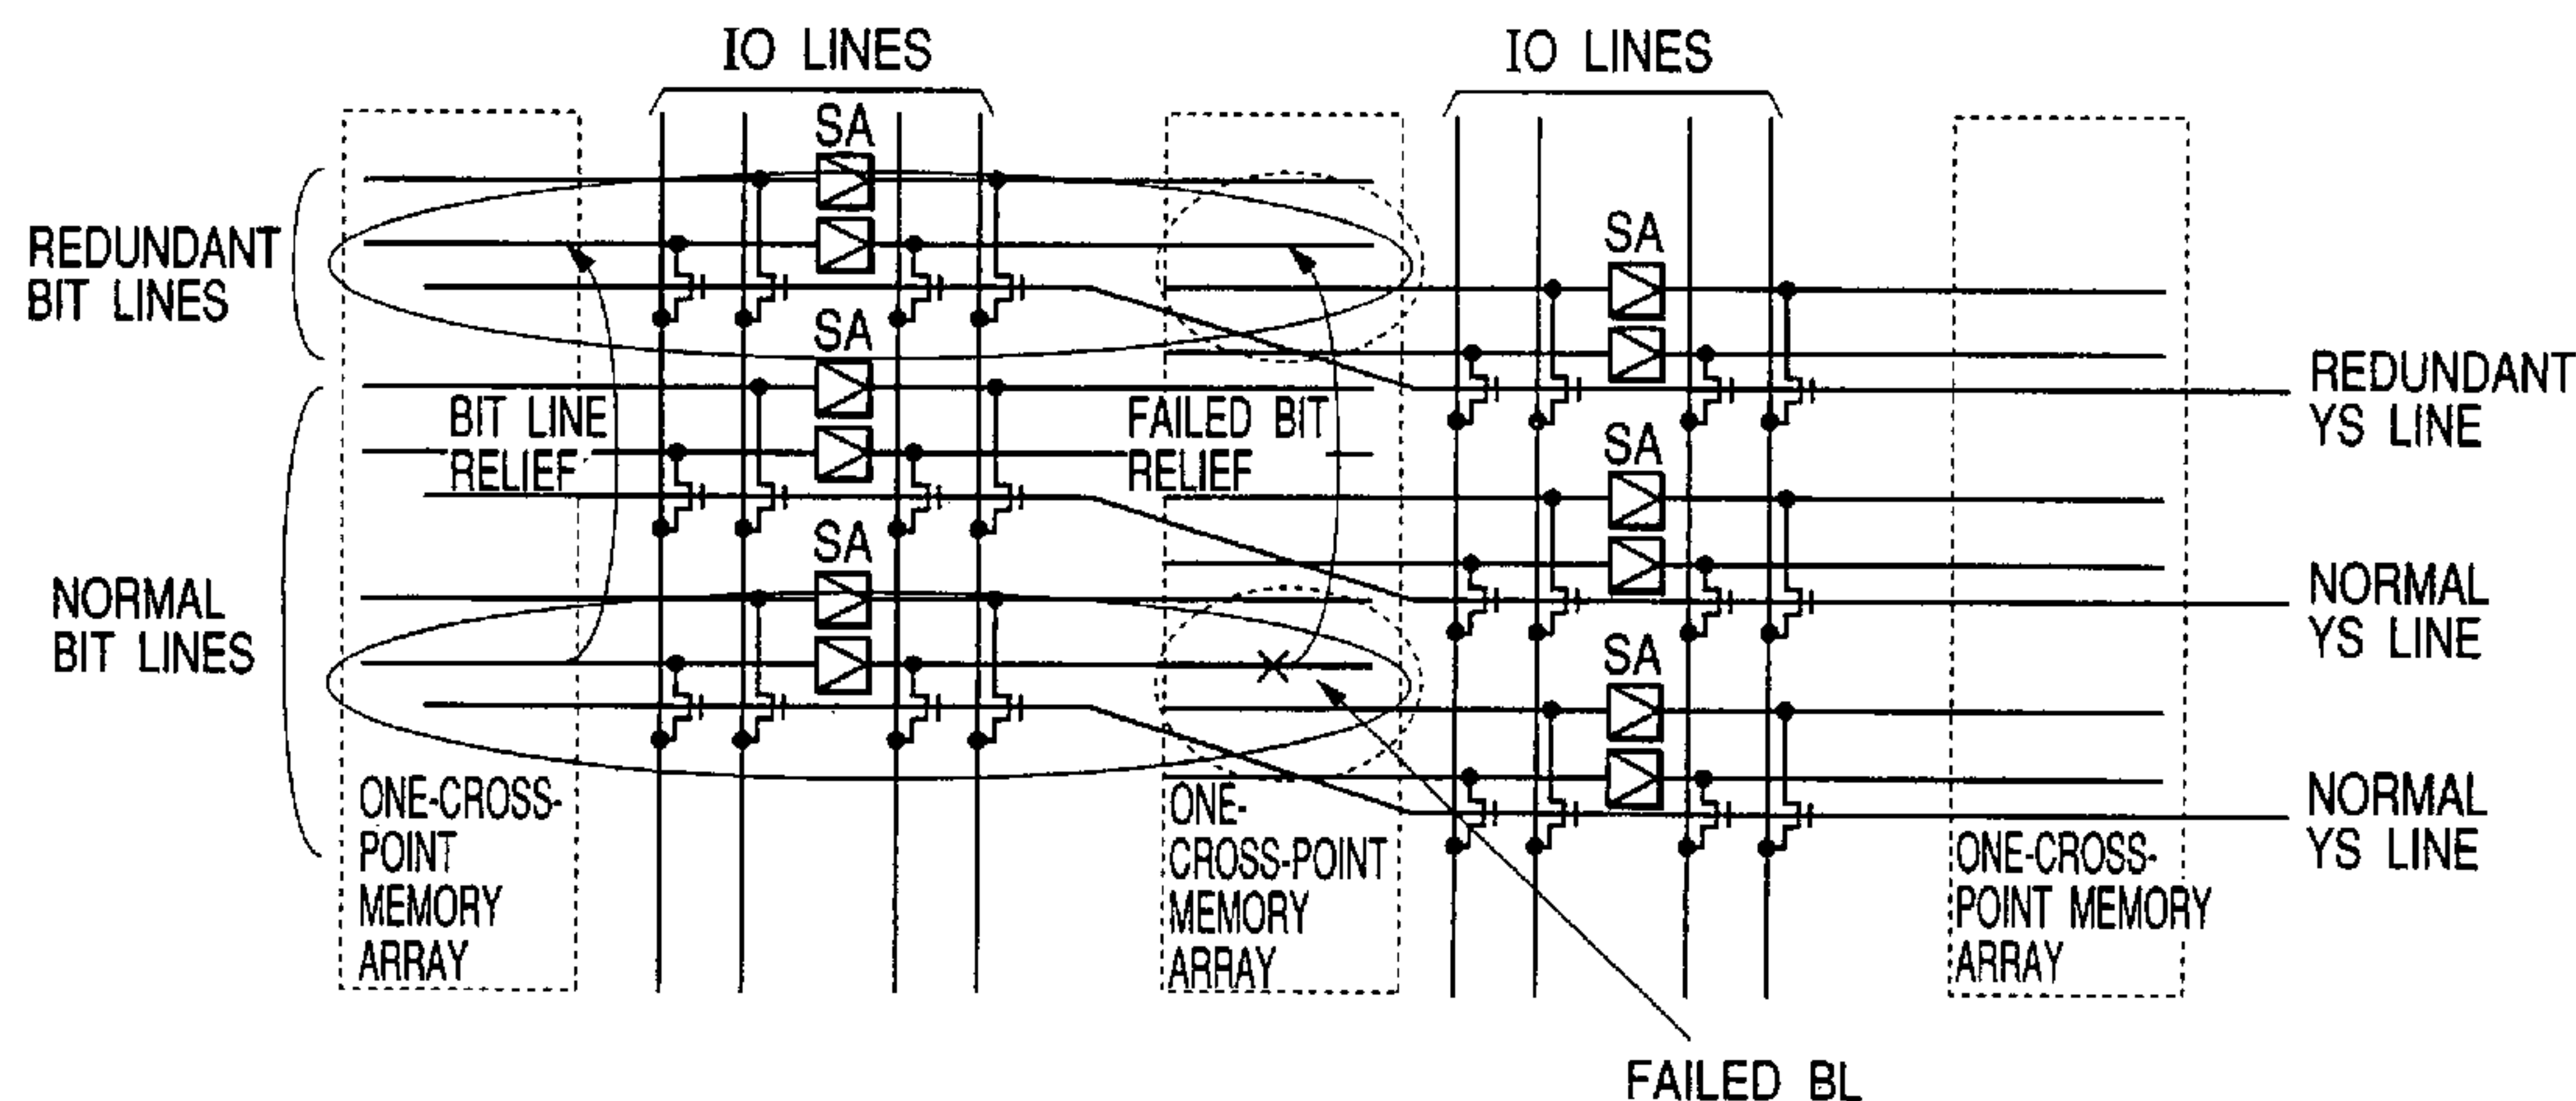 IO LINES
IO LINES
SA
REDUNDANT
BIT LINES
SA
SA
REDUNDANT
YS LINE
BIT LINE
RELIEF
FAILED BIT
RELIEF
SA
SA
NORMAL
BIT LINES
NORMAL
YS LINE
SA
ONE-CROSS-
POINT
MEMORY
ARRAY
ONE-
CROSS-POINT
MEMORY
ARRAY
ONE-CROSS-
POINT MEMORY
ARRAY
NORMAL
YS LINE
FAILED BL